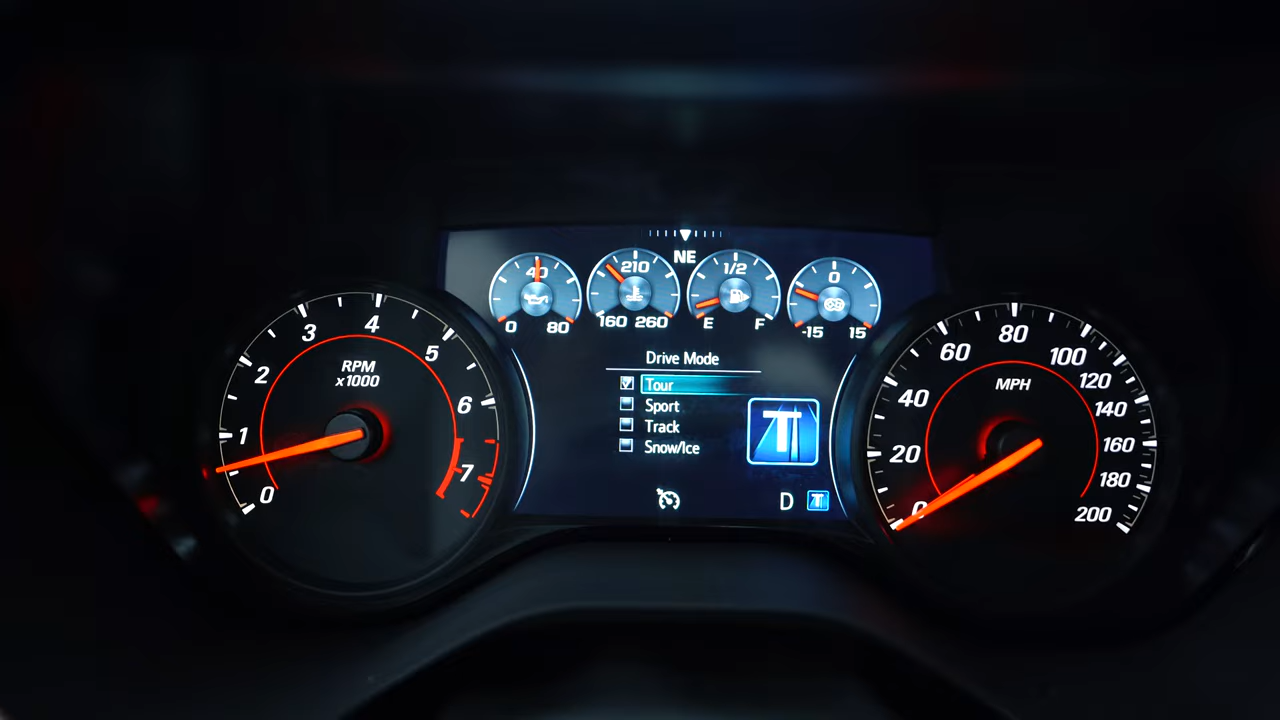 NE
40
0 80
210
160 260
1/2
E F
0
-15 15
0
1
2
3
4
5
6
7
RPM
x1000
Drive Mode
Tour
Sport
Track
Snow/Ice
T
D T
0
20
40
60
80
100
120
140
160
180
200
MPH